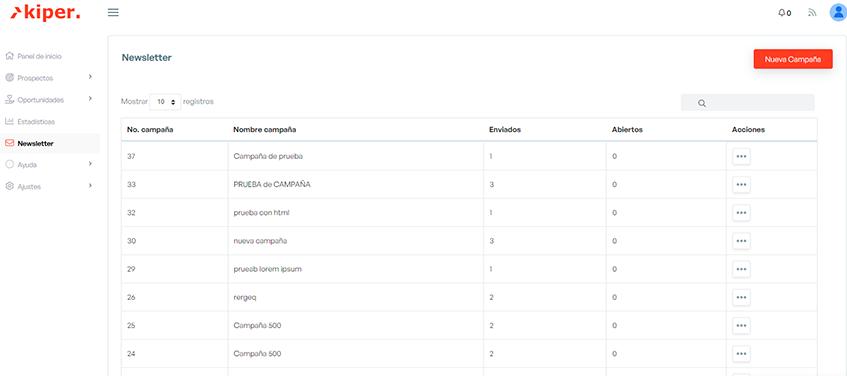 kiper.
0
Panel de inicio
Prospectos
Oportunidades
Estadísticas
Newsletter
Ayuda
Ajustes
Newsletter
Nueva Campaña
Mostrar 10 registros
No. campaña Nombre campaña Enviados Abiertos Acciones
37 Campaña de prueba 1 0
33 PRUEBA de CAMPAÑA 3 0
32 prueba con html 1 0
30 nueva campaña 3 0
29 prueab lorem ipsum 1 0
26 rergeq 2 0
25 Campaña 500 2 0
24 Campaña 500 2 0